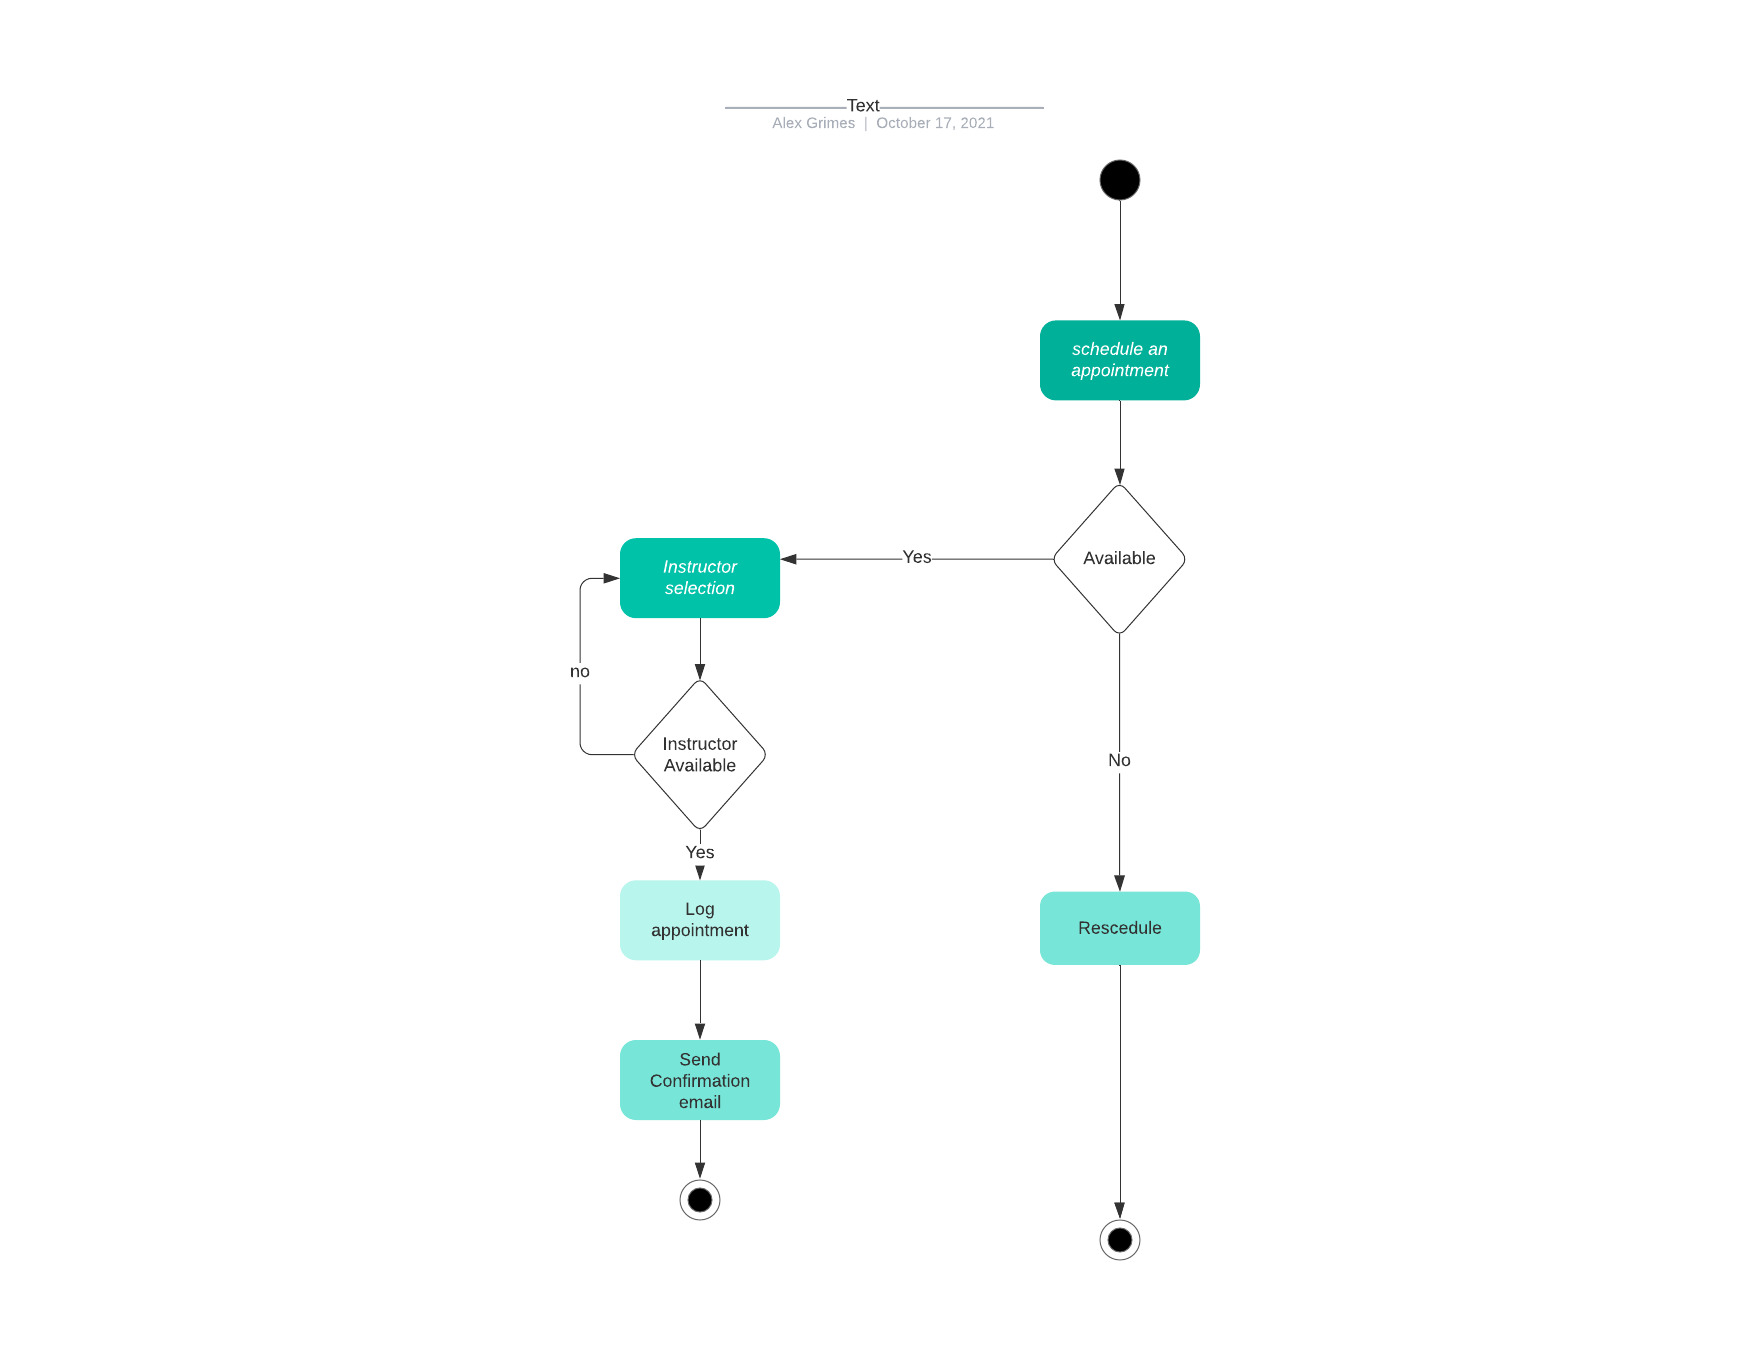 Text
Alex Grimes | October 17, 2021
schedule an
appointment
Available
Yes
Instructor
selection
no
Instructor
Available
No
Yes
Log
appointment
Rescedule
Send
Confirmation
email